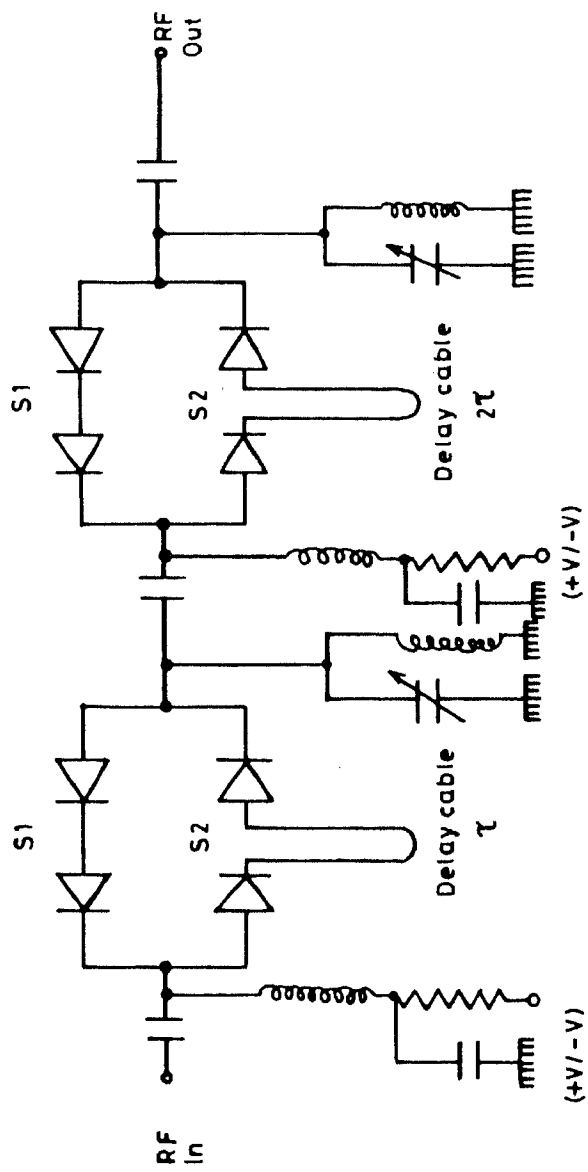 RF
In
(+V/-V)
S1
S2
Delay cable
τ
(+V/-V)
S1
S2
Delay cable
2τ
RF
Out